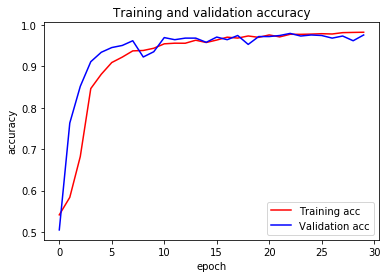 Training and validation accuracy
accuracy
1.0
0.9
0.8
0.7
0.6
0.5
0 5 10 15 20 25 30
epoch
Training acc
Validation acc